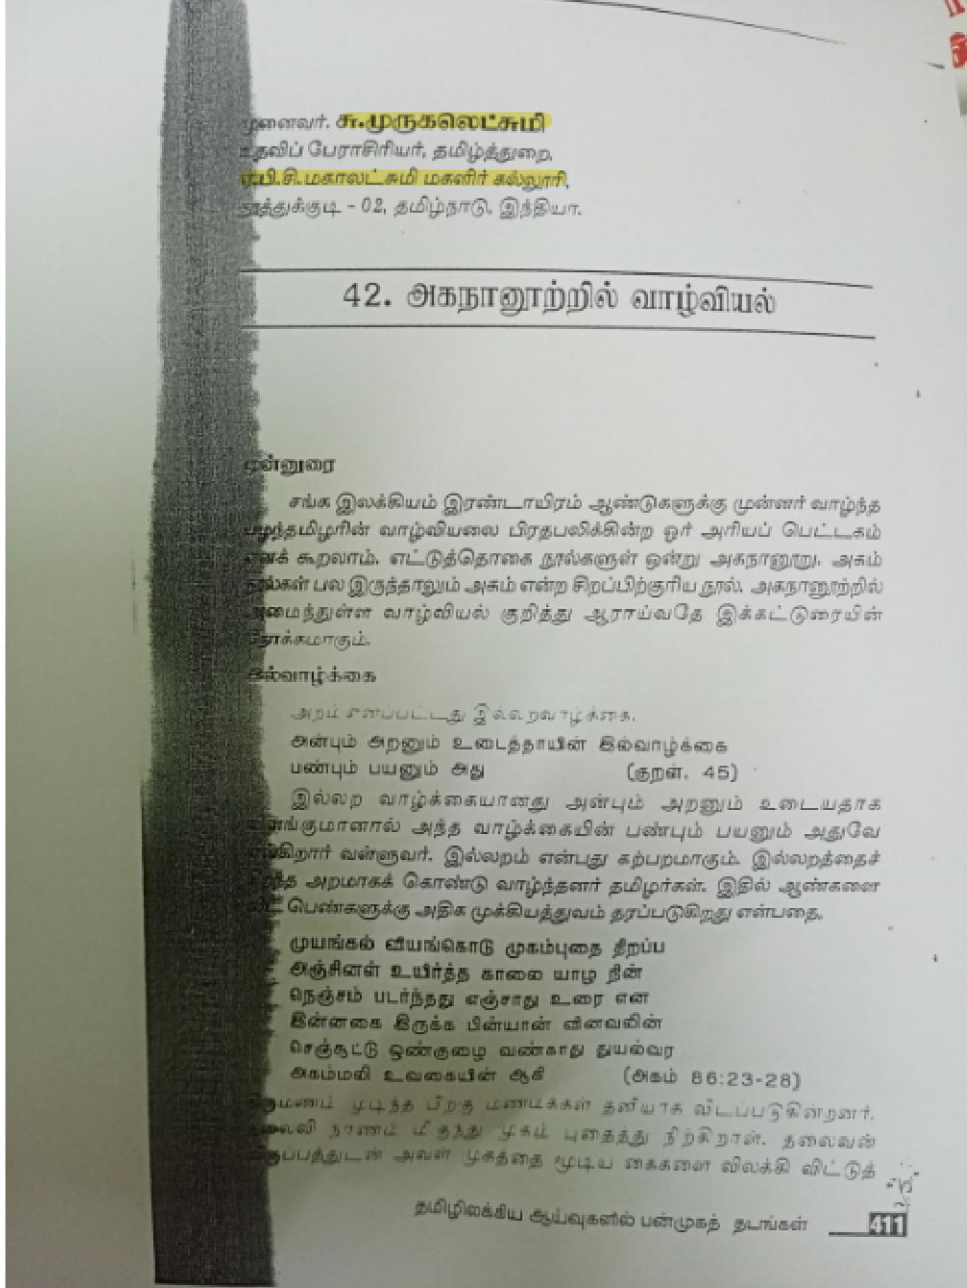 முனைவர். சு.முருகலெட்சுமி
உதவிப் பேராசிரியர், தமிழ்த்துறை,
ஏ.பி.சி.மகாலட்சுமி மகளிர் கல்லூரி,
தூத்துக்குடி - 02, தமிழ்நாடு. இந்தியா.
42. அகநானூற்றில் வாழ்வியல்
முன்னுரை
சங்க இலக்கியம் இரண்டாயிரம் ஆண்டுகளுக்கு முன்னர் வாழ்ந்த
பழந்தமிழரின் வாழ்வியலை பிரதபலிக்கின்ற ஓர் அரியப் பெட்டகம்
எனக் கூறலாம். எட்டுத்தொகை நூல்களுள் ஒன்று அகநானூறு. அகம்
நூல்கள் பல இருந்தாலும் அகம் என்ற சிறப்பிற்குரிய நூல். அகநானூற்றில்
அமைந்துள்ள வாழ்வியல் குறித்து ஆராய்வதே இக்கட்டுரையின்
நோக்கமாகும்.
இல்வாழ்க்கை
அறம் எனப்பட்டது இல்லறவாழ்க்கை.
அன்பும் அறனும் உடைத்தாயின் இல்வாழ்க்கை
பண்பும் பயனும் அது (குறள். 45)
இல்லற வாழ்க்கையானது அன்பும் அறனும் உடையதாக
விளங்குமானால் அந்த வாழ்க்கையின் பண்பும் பயனும் அதுவே
என்கிறார் வள்ளுவர். இல்லறம் என்பது கற்பறமாகும். இல்லறத்தைச்
சிறந்த அறமாகக் கொண்டு வாழ்ந்தனர் தமிழர்கள். இதில் ஆண்களை
விட பெண்களுக்கு அதிக முக்கியத்துவம் தரப்படுகிறது என்பதை,
முயங்கல் வியங்கொடு முகம்புதை தீறப்ப
அஞ்சினள் உயிர்த்த காலை யாழ நின்
நெஞ்சம் படர்ந்தது எஞ்சாது உரை என
இன்னகை இருக்க பின்யான் வினவலின்
செஞ்சூட்டு ஒண்குழை வண்காது துயல்வர
அகம்மலி உவகையின் ஆகி (அகம் 86:23-28)
திருமணம் முடிந்த பிறகு மணமக்கள் தனியாக விடப்படுகின்றனர்.
தலைவி நாணம் மிகுந்து முகம் புதைத்து நிற்கிறாள். தலைவன்
விருப்பத்துடன் அவள் முகத்தை மூடிய கைகளை விலக்கி விட்டுத்
தமிழிலக்கிய ஆய்வுகளில் பன்முகத் தடங்கள் 411